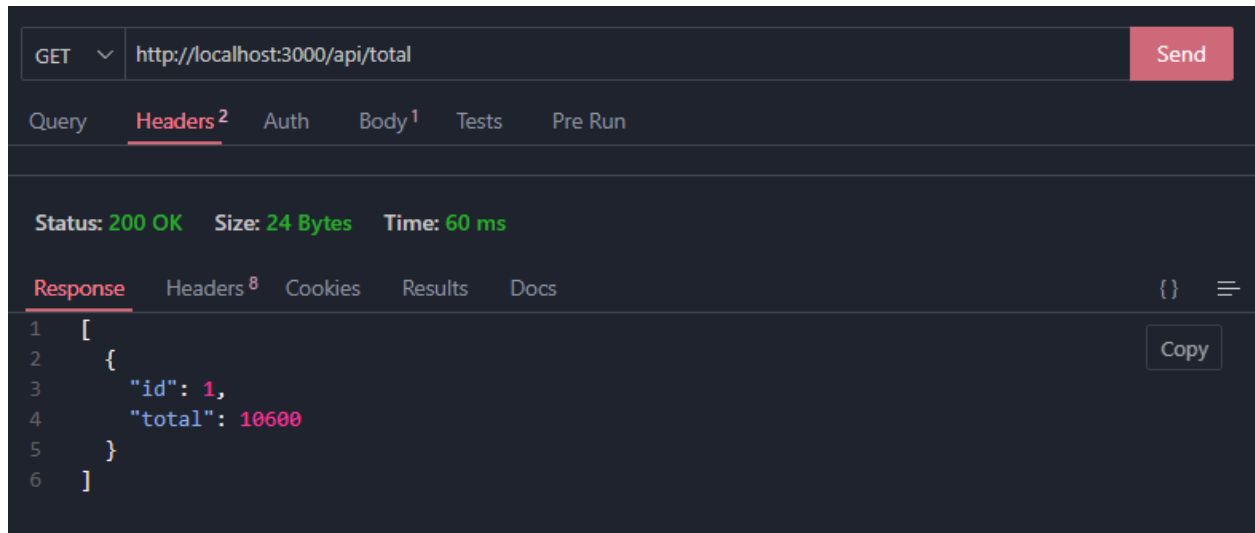 GET http://localhost:3000/api/total Send
Query Headers 2 Auth Body 1 Tests Pre Run
Status: 200 OK Size: 24 Bytes Time: 60 ms
Response Headers 8 Cookies Results Docs {}
1 [
Copy
2 {
3 "id": 1,
4 "total": 10600
5 }
6 ]